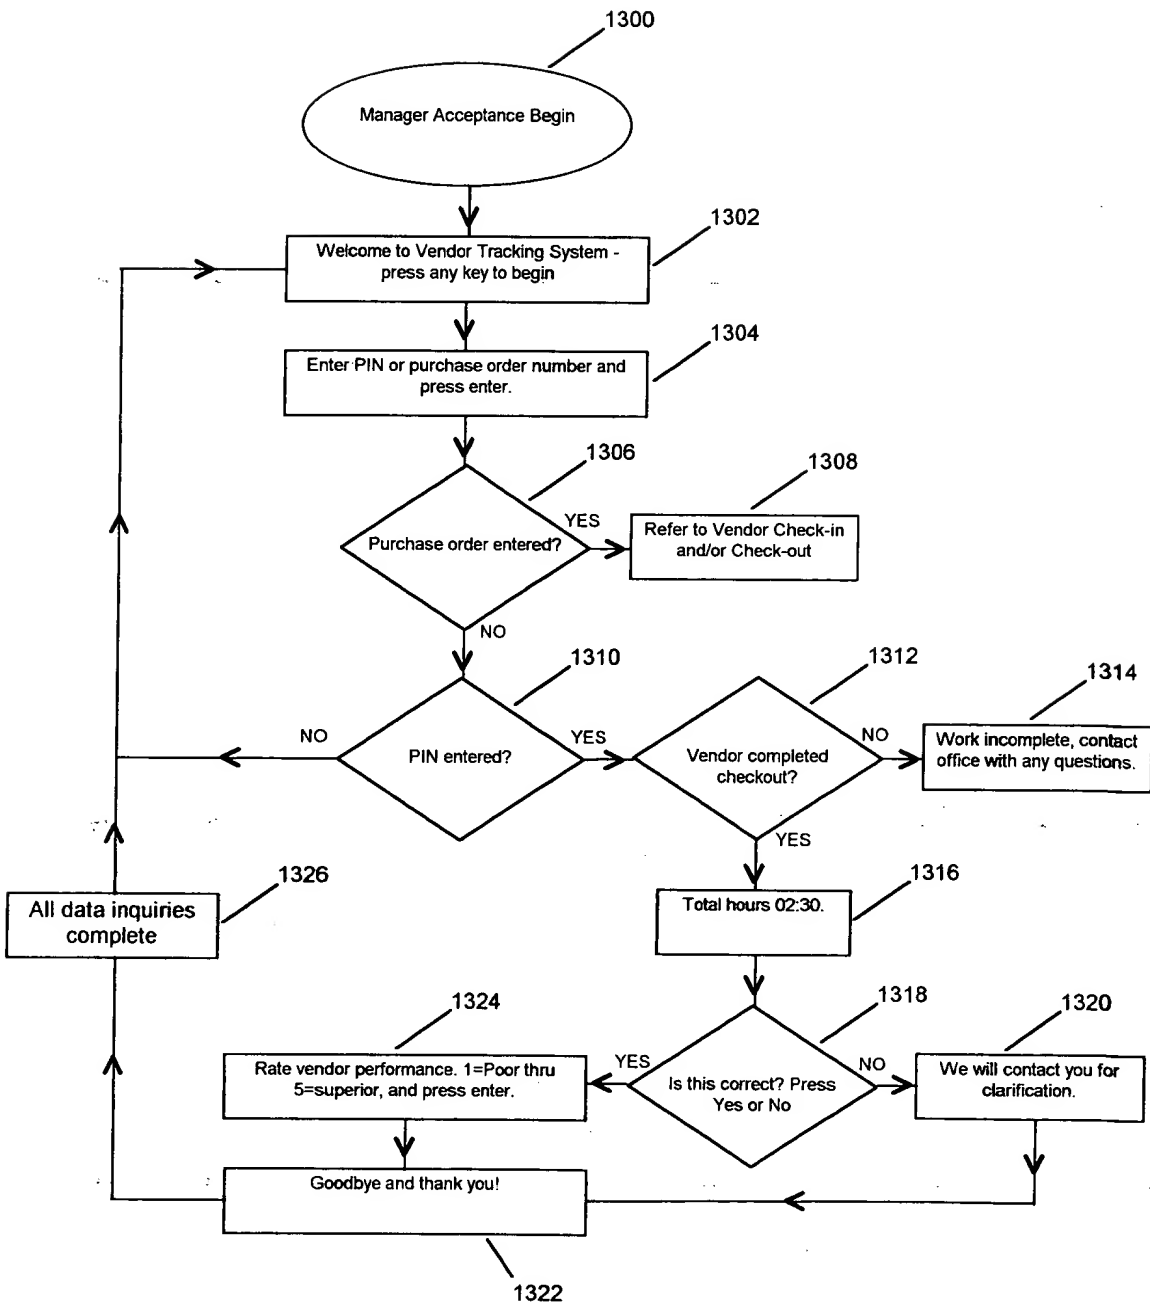 1300
Manager Acceptance Begin
1302
Welcome to Vendor Tracking System -
press any key to begin
1304
Enter PIN or purchase order number and
press enter.
1306
1308
YES
Purchase order entered?
Refer to Vendor Check-in
and/or Check-out
NO
1310
1312
1314
NO
PIN entered?
YES
Vendor completed
checkout?
NO
Work incomplete, contact
office with any questions.
YES
1326
All data inquiries
complete
1316
Total hours 02:30.
1324
1318
1320
Rate vendor performance. 1=Poor thru
5=superior, and press enter.
YES
Is this correct? Press
Yes or No
NO
We will contact you for
clarification.
Goodbye and thank you!
1322